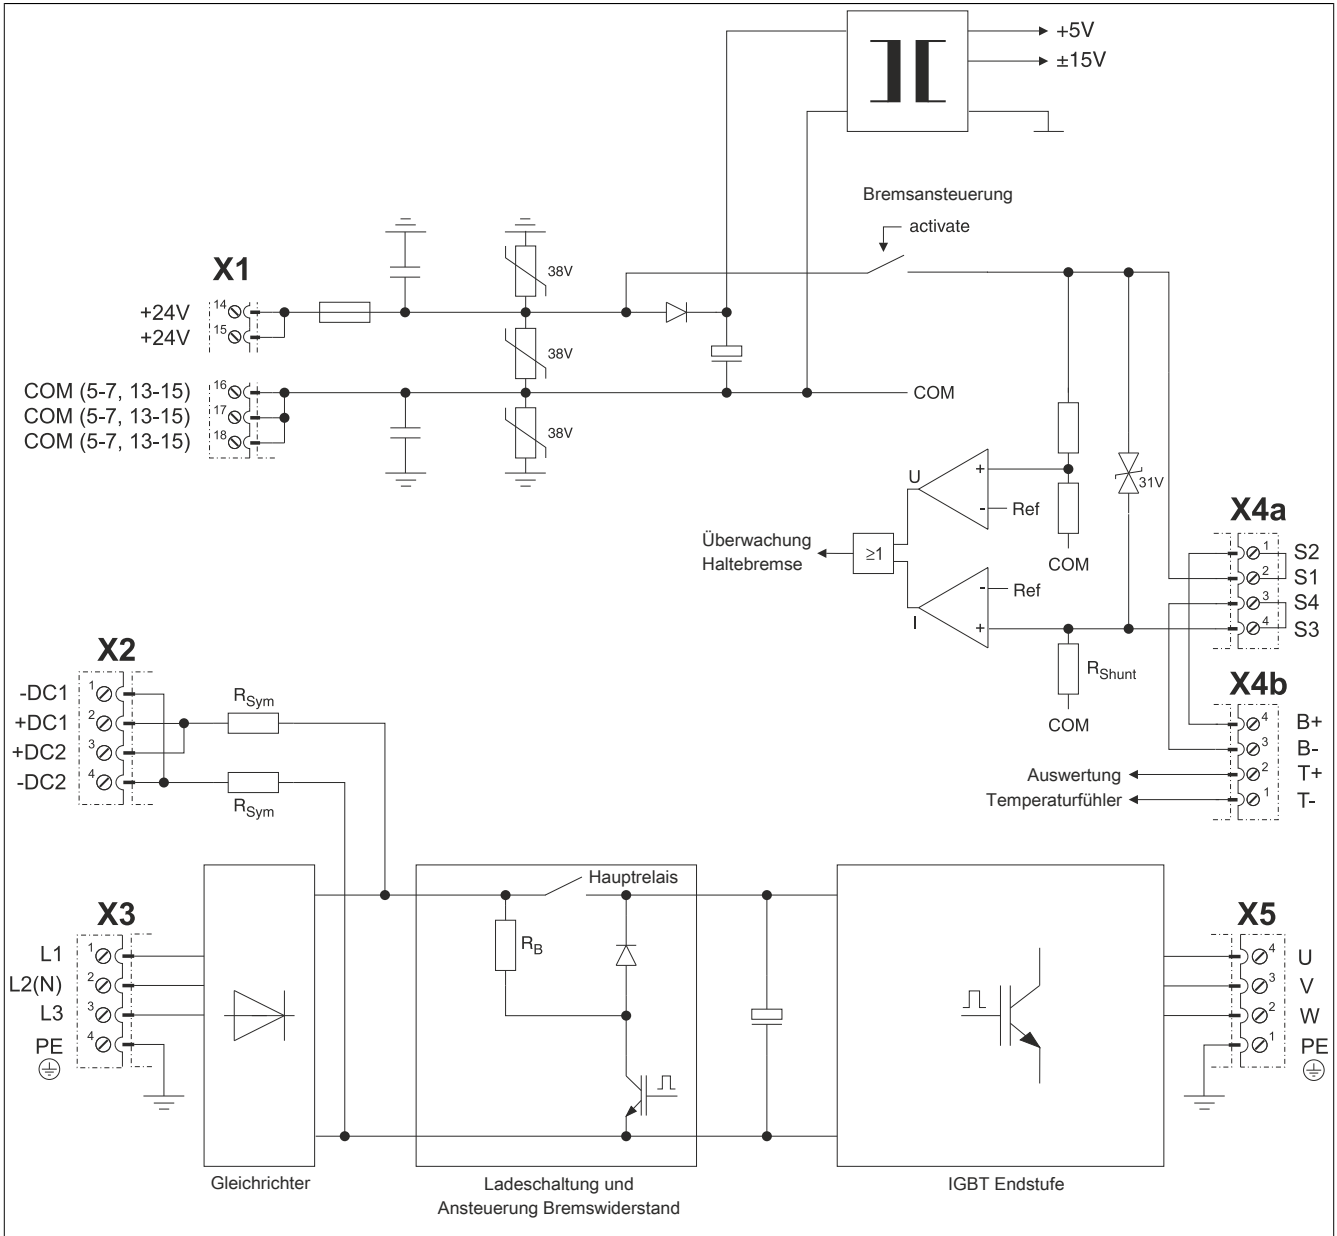 +5V
±15V
Bremsansteuerung
activate
X1
38V
+24V
14
+24V
15
38V
COM (5-7, 13-15)
16
COM
COM (5-7, 13-15)
17
COM (5-7, 13-15)
18
38V
U
+
-
Ref
31V
X4a
Überwachung
Haltebremse
≥1
COM
1
S2
2
S1
-
Ref
3
S4
I
+
4
S3
X2
RShunt
X4b
-DC1
1
RSym
+DC1
2
COM
4
B+
+DC2
3
3
B-
-DC2
4
Auswertung
2
T+
RSym
Temperaturfühler
1
T-
Hauptrelais
X3
X5
L1
1
RB
4
U
L2(N)
2
3
V
L3
3
2
W
PE
4
1
PE
Gleichrichter
Ladeschaltung und
Ansteuerung Bremswiderstand
IGBT Endstufe